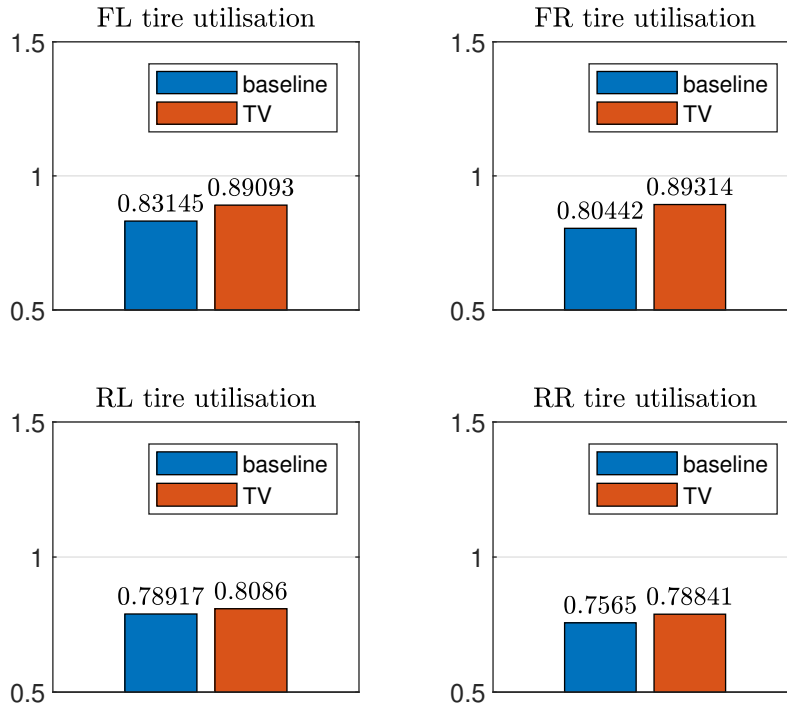 FL tire utilisation
1.5
1
0.5
baseline
TV
0.83145
0.89093
FR tire utilisation
1.5
1
0.5
baseline
TV
0.80442
0.89314
RL tire utilisation
1.5
1
0.5
baseline
TV
0.78917
0.8086
RR tire utilisation
1.5
1
0.5
baseline
TV
0.7565
0.78841